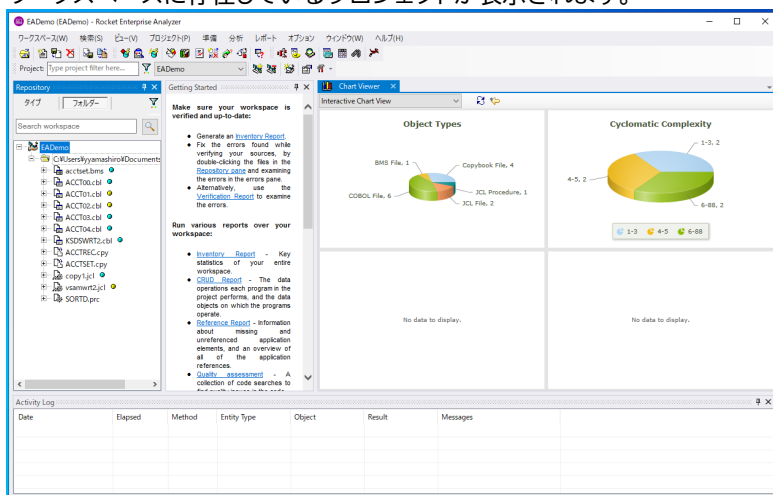 ワークスペースに存在しているプロジェクトが表示されます。
EADemo (EADemo) - Rocket Enterprise Analyzer
ワークスペース(W) 検索(S) ビュー(V) プロジェクト(P) 準備 分析 レポート オプション ウィンドウ(W) ヘルプ(H)
Project: Type project filter here... EADemo
Repository
タイプ フォルダー
Search workspace
EADemo
C:¥Users¥yyamashiro¥Documents
acctset.bms
ACCT00.cbl
ACCT01.cbl
ACCT02.cbl
ACCT03.cbl
ACCT04.cbl
KSDSWRT2.cbl
ACCTREC.cpy
ACCTSET.cpy
copy1.jcl
vsamwrt2.jcl
SORTD.prc
Getting Started
Make sure your workspace is
verified and up-to-date:
Generate an Inventory Report.
Fix the errors found while
verifying your sources, by
double-clicking the files in the
Repository pane and examining
the errors in the errors pane.
Alternatively, use the
Verification Report to examine
the errors.
Run various reports over your
workspace:
Inventory Report - Key
statistics of your entire
workspace.
CRUD Report - The data
operations each program in the
project performs, and the data
objects on which the programs
operate.
Reference Report - Information
about missing and
unreferenced application
elements, and an overview of
all of the application
references.
Quality assessment - A
collection of code searches to
find quality issues in the code
Chart Viewer
Interactive Chart View
Object Types
BMS File, 1
Copybook File, 4
COBOL File, 6
JCL Procedure, 1
JCL File, 2
Cyclomatic Complexity
1-3, 2
4-5, 2
6-88, 2
1-3 4-5 6-88
No data to display.
No data to display.
Activity Log
Date Elapsed Method Entity Type Object Result Messages